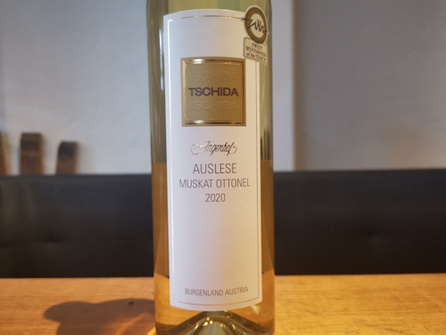 TSCHIDA
Angerhof
AUSLESE
MUSKAT OTTONEL
2020
BURGENLAND AUSTRIA